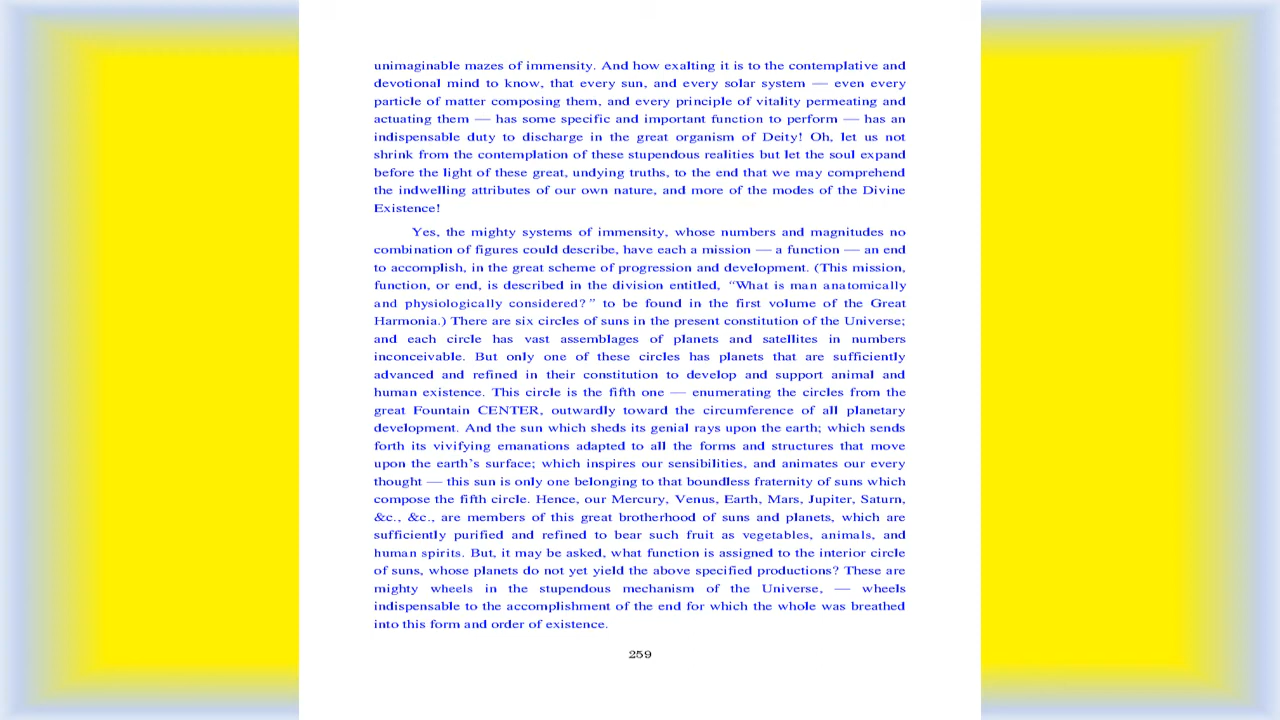 unimaginable mazes of immensity. And how exalting it is to the contemplative and
devotional mind to know, that every sun, and every solar system — even every
particle of matter composing them, and every principle of vitality permeating and
actuating them — has some specific and important function to perform — has an
indispensable duty to discharge in the great organism of Deity! Oh, let us not
shrink from the contemplation of these stupendous realities but let the soul expand
before the light of these great, undying truths, to the end that we may comprehend
the indwelling attributes of our own nature, and more of the modes of the Divine
Existence!
Yes, the mighty systems of immensity, whose numbers and magnitudes no
combination of figures could describe, have each a mission — a function — an end
to accomplish, in the great scheme of progression and development. (This mission,
function, or end, is described in the division entitled, “What is man anatomically
and physiologically considered?” to be found in the first volume of the Great
Harmonia.) There are six circles of suns in the present constitution of the Universe;
and each circle has vast assemblages of planets and satellites in numbers
inconceivable. But only one of these circles has planets that are sufficiently
advanced and refined in their constitution to develop and support animal and
human existence. This circle is the fifth one — enumerating the circles from the
great Fountain CENTER, outwardly toward the circumference of all planetary
development. And the sun which sheds its genial rays upon the earth; which sends
forth its vivifying emanations adapted to all the forms and structures that move
upon the earth’s surface; which inspires our sensibilities, and animates our every
thought — this sun is only one belonging to that boundless fraternity of suns which
compose the fifth circle. Hence, our Mercury, Venus, Earth, Mars, Jupiter, Saturn,
&c., &c., are members of this great brotherhood of suns and planets, which are
sufficiently purified and refined to bear such fruit as vegetables, animals, and
human spirits. But, it may be asked, what function is assigned to the interior circle
of suns, whose planets do not yet yield the above specified productions? These are
mighty wheels in the stupendous mechanism of the Universe, — wheels
indispensable to the accomplishment of the end for which the whole was breathed
into this form and order of existence.
259